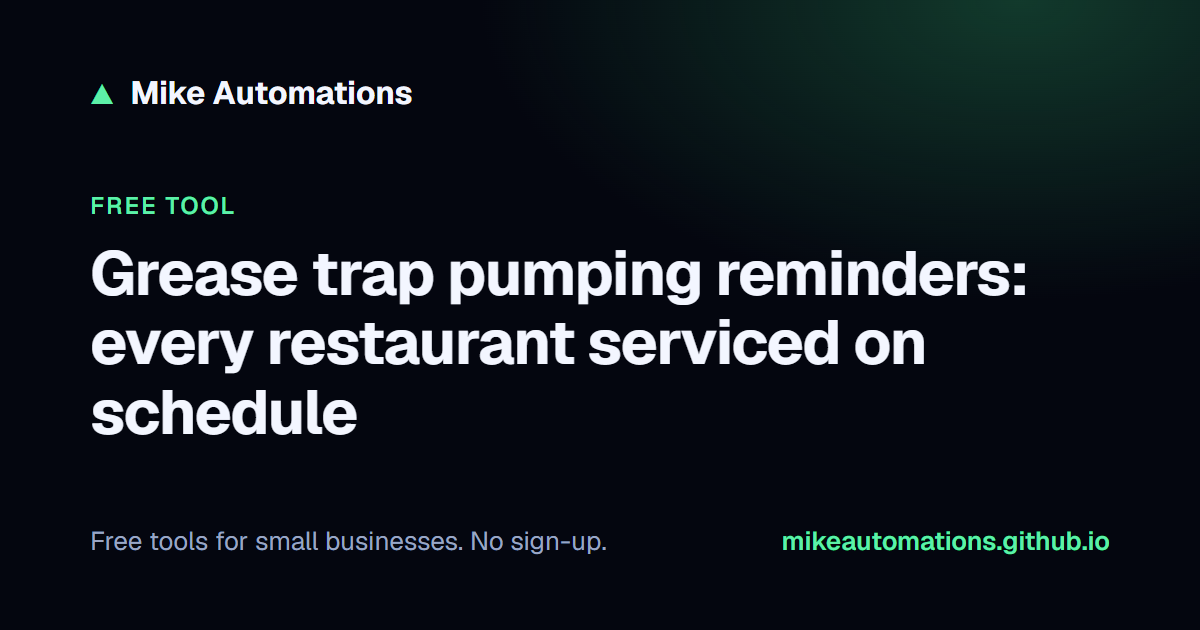 Mike Automations
FREE TOOL
Grease trap pumping reminders:
every restaurant serviced on
schedule
Free tools for small businesses. No sign-up.
mikeautomations.github.io